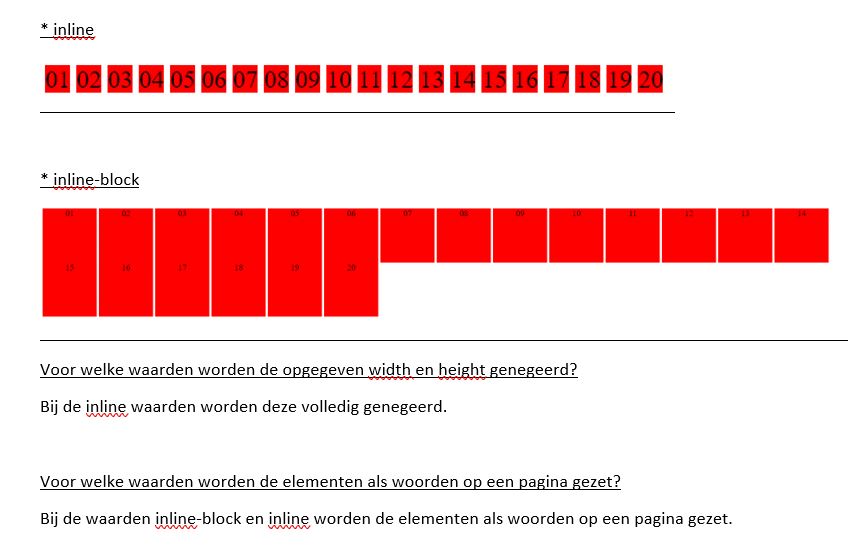 * inline
01 02 03 04 05 06 07 08 09 10 11 12 13 14 15 16 17 18 19 20
* inline-block
01 02 03 04 05 06 07 08 09 10 11 12 13 14
15 16 17 18 19 20
Voor welke waarden worden de opgegeven width en height genegeerd?
Bij de inline waarden worden deze volledig genegeerd.
Voor welke waarden worden de elementen als woorden op een pagina gezet?
Bij de waarden inline-block en inline worden de elementen als woorden op een pagina gezet.